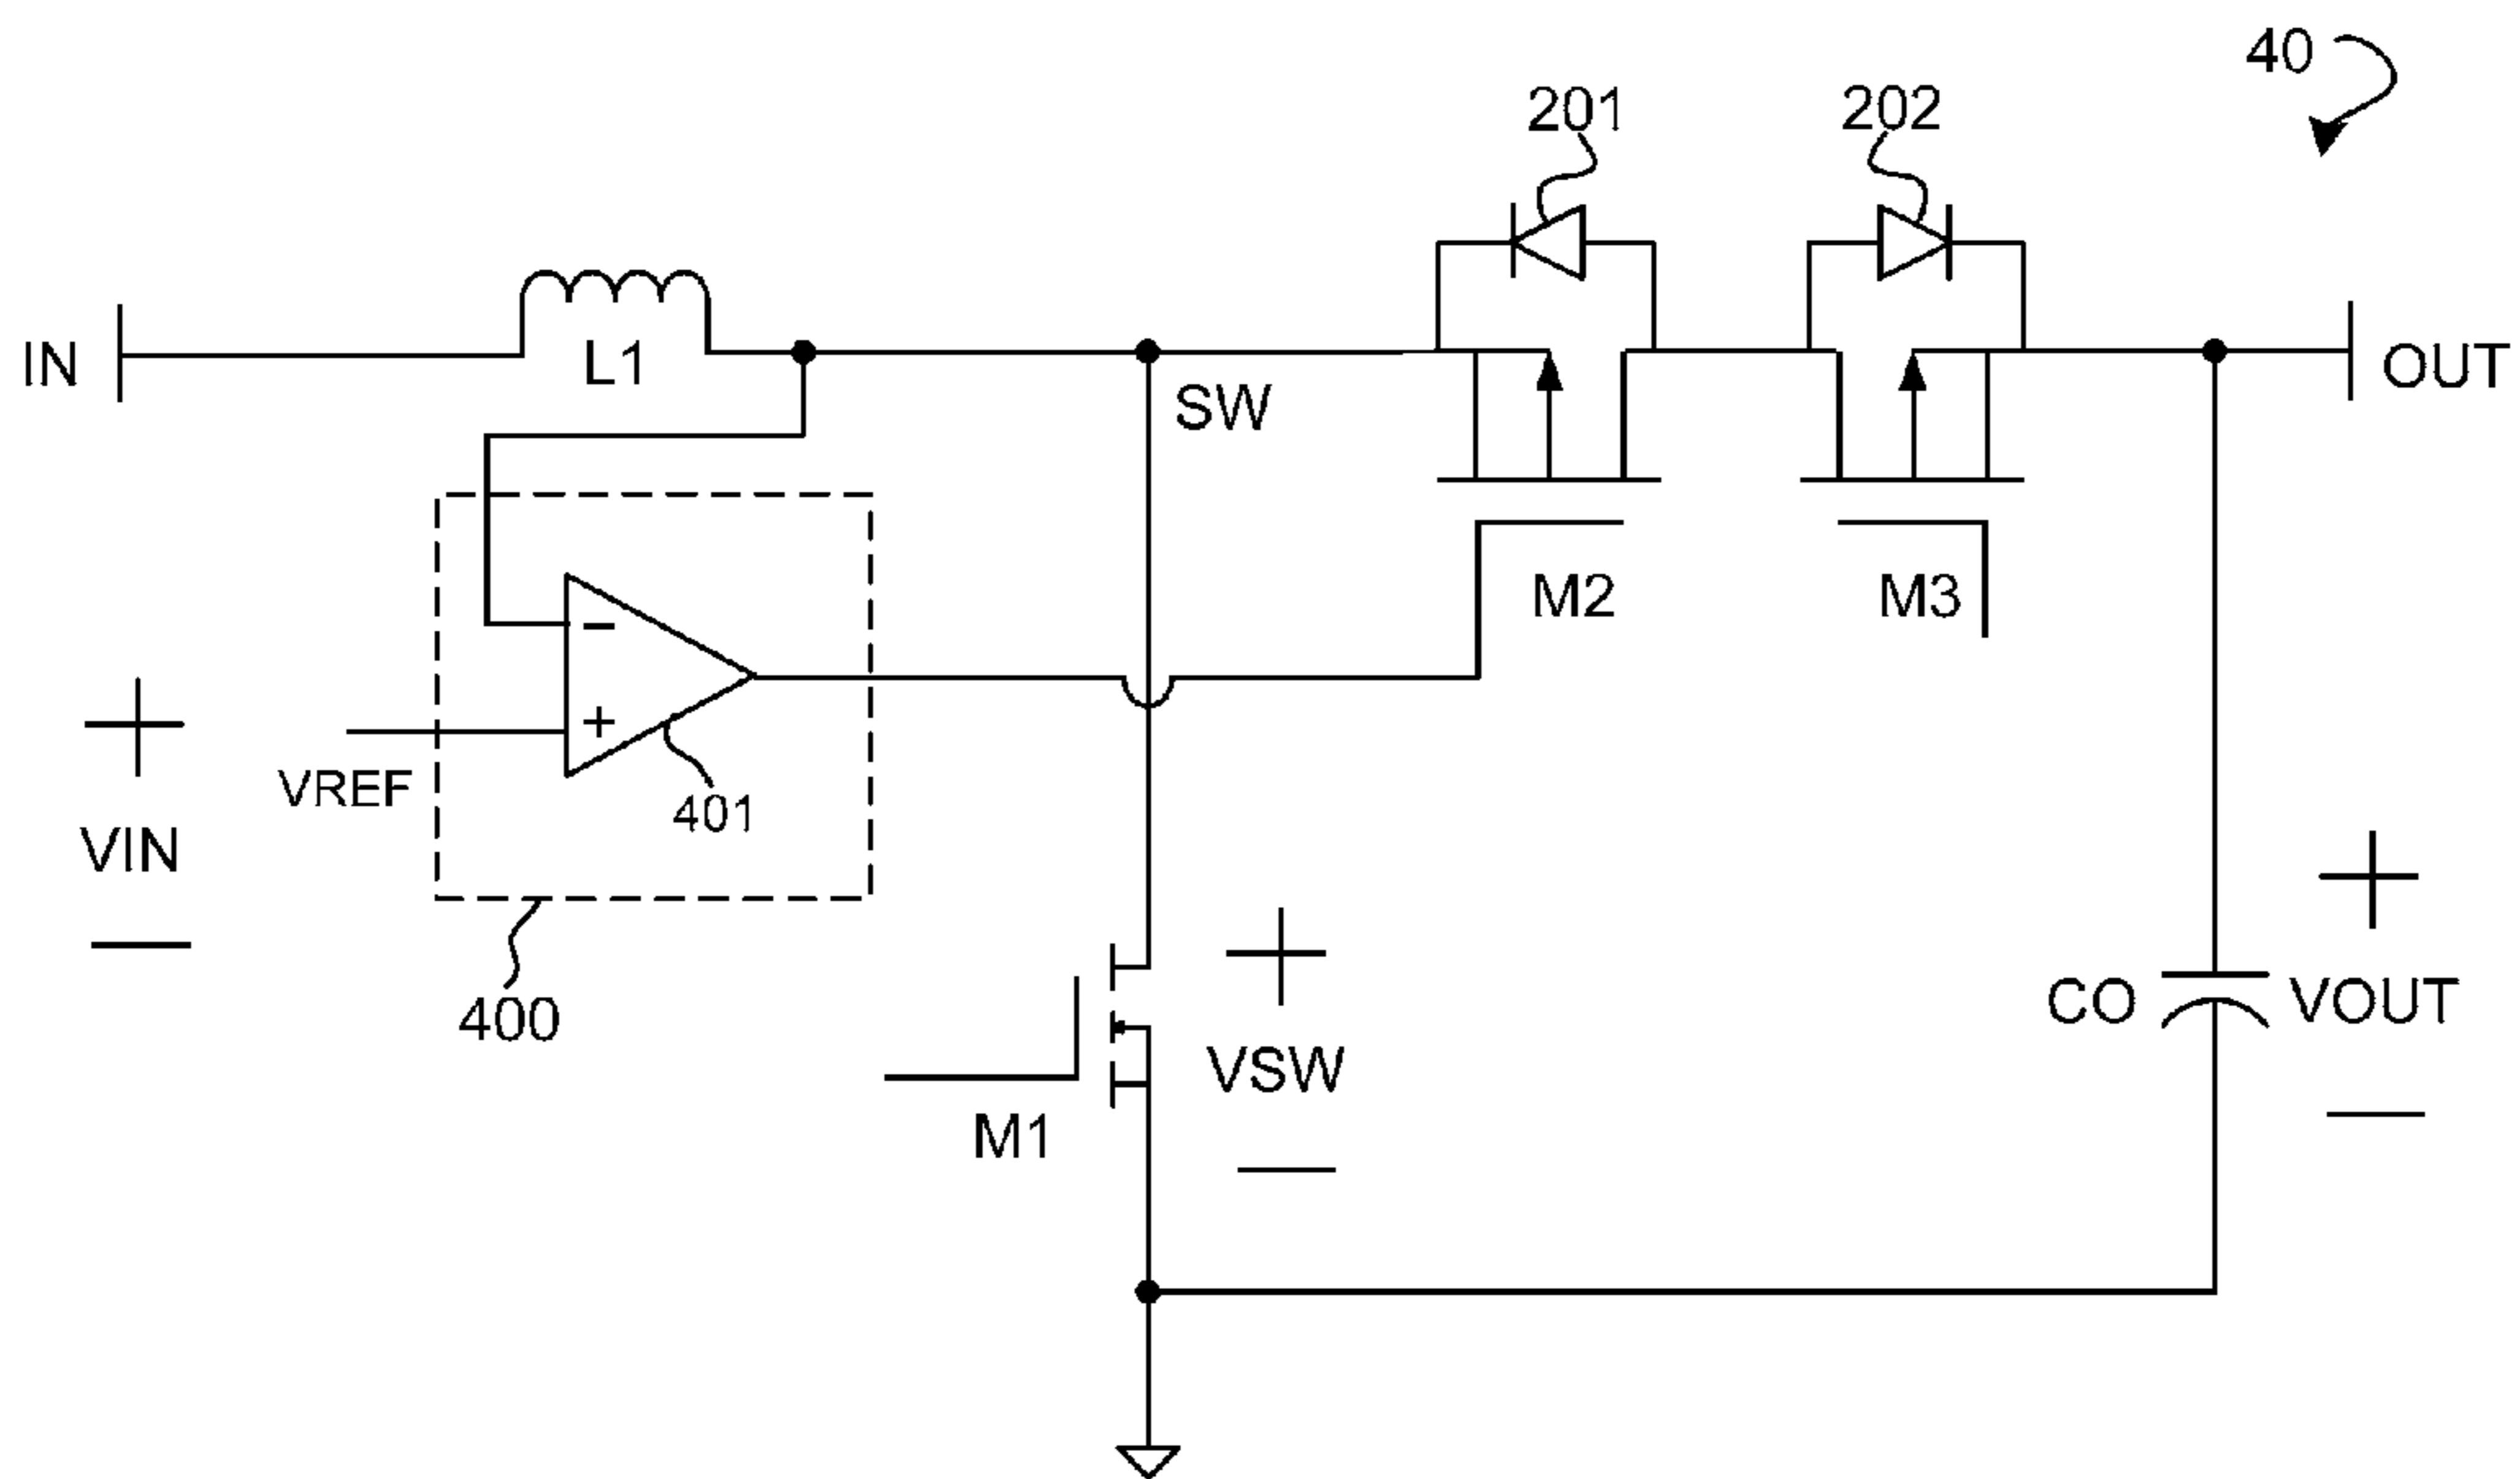 40
201
202
IN
L1
SW
OUT
M2
M3
−
+
VREF
401
+
VIN
−
400
M1
+
VSW
−
CO
+
VOUT
−